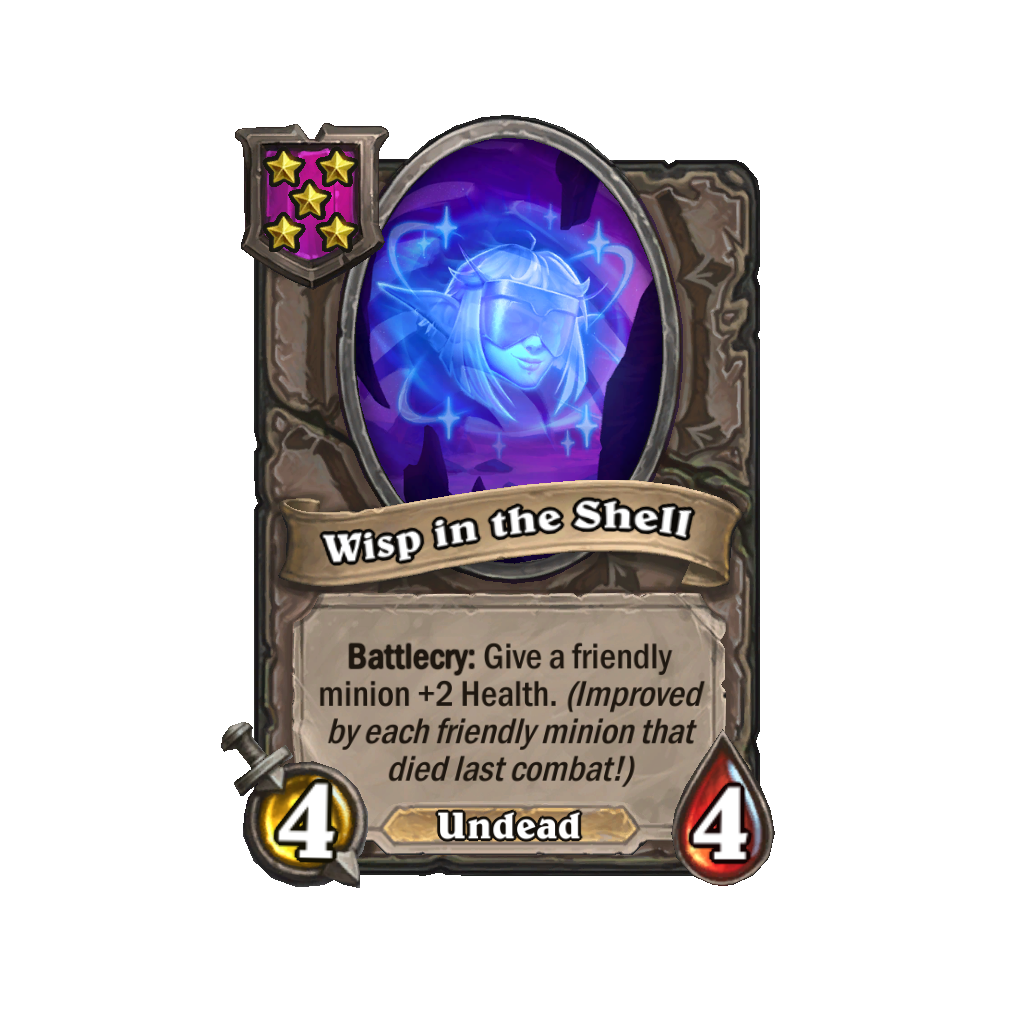 Wisp in the Shell
Battlecry: Give a friendly
minion +2 Health. (Improved
by each friendly minion that
died last combat!)
4
Undead
4